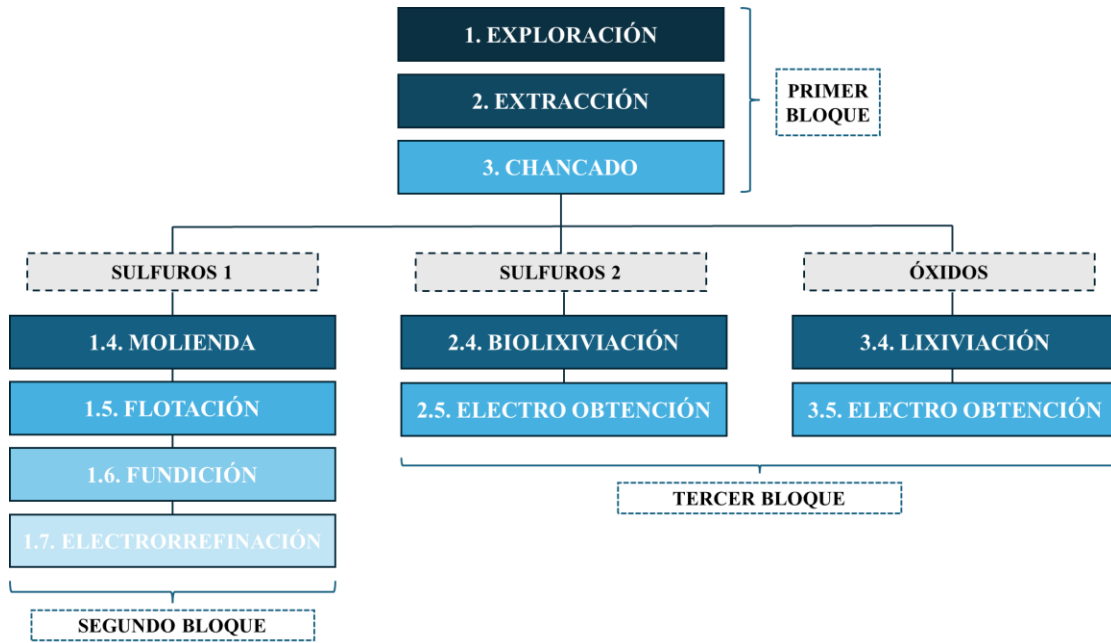 1. EXPLORACIÓN
2. EXTRACCIÓN
3. CHANCADO
PRIMER
BLOQUE
SULFUROS 1
1.4. MOLIENDA
1.5. FLOTACIÓN
1.6. FUNDICIÓN
1.7. ELECTRORREFINACIÓN
SEGUNDO BLOQUE
SULFUROS 2
2.4. BIOLIXIVIACIÓN
2.5. ELECTRO OBTENCIÓN
ÓXIDOS
3.4. LIXIVIACIÓN
3.5. ELECTRO OBTENCIÓN
TERCER BLOQUE